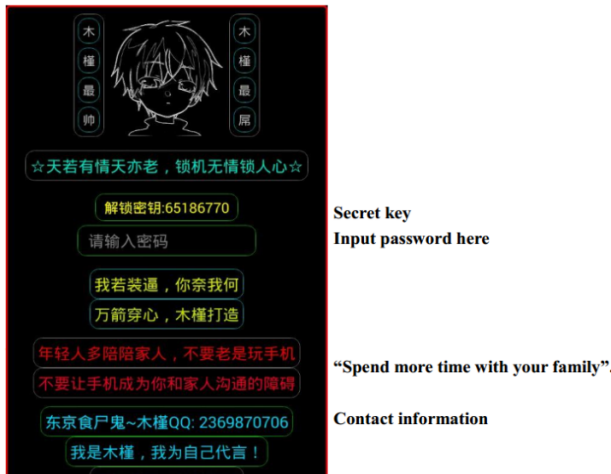 木槿最帅
木槿最屌
☆天若有情天亦老，锁机无情锁人心☆
解锁密钥:65186770
Secret key
请输入密码
Input password here
我若装逼，你奈我何
万箭穿心，木槿打造
年轻人多陪陪家人，不要老是玩手机
“Spend more time with your family”.
不要让手机成为你和家人沟通的障碍
东京食尸鬼~木槿QQ: 2369870706
Contact information
我是木槿，我为自己代言！